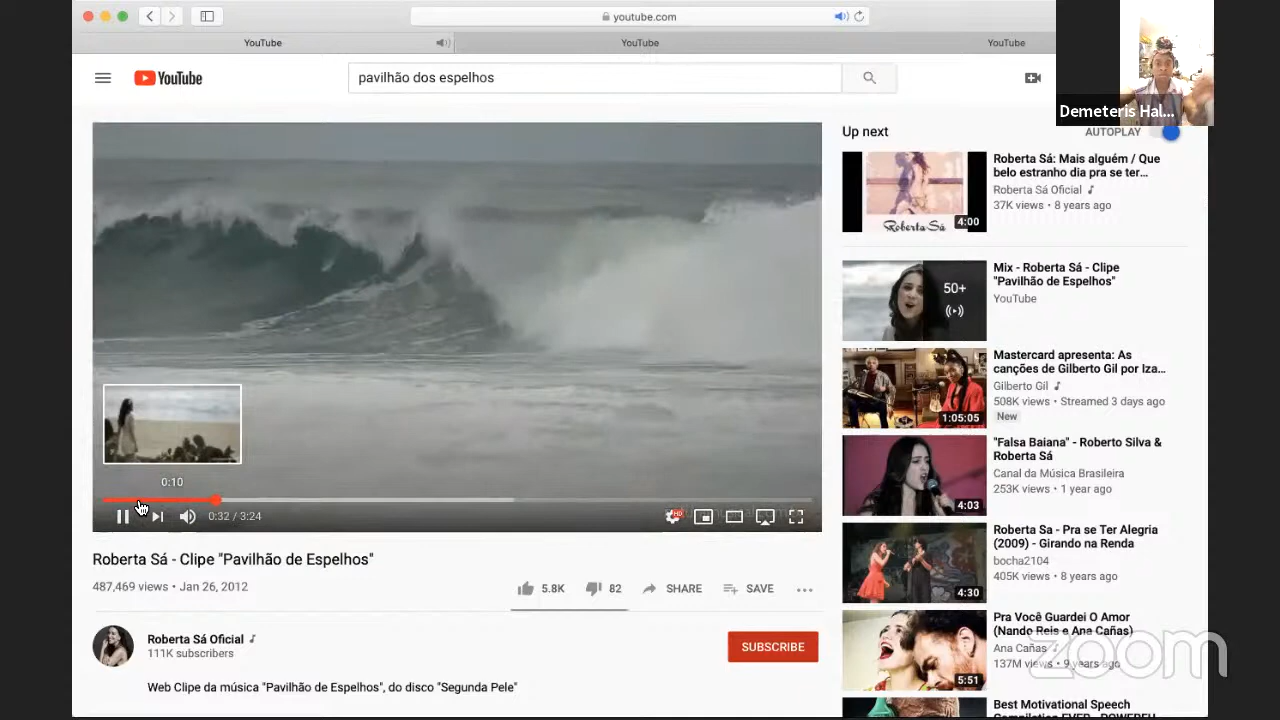 youtube.com
YouTube
YouTube
YouTube
YouTube
pavilhão dos espelhos
Demeteris Hal...
0:10
0:32 / 3:24
HD
Roberta Sá - Clipe "Pavilhão de Espelhos"
487,469 views • Jan 26, 2012
5.8K
82
SHARE
SAVE
Roberta Sá Oficial
111K subscribers
SUBSCRIBE
Web Clipe da música "Pavilhão de Espelhos", do disco "Segunda Pele"
Up next
AUTOPLAY
Roberta Sá
4:00
Roberta Sá: Mais alguém / Que
belo estranho dia pra se ter...
Roberta Sá Oficial
37K views • 8 years ago
50+
Mix - Roberta Sá - Clipe
"Pavilhão de Espelhos"
YouTube
1:05:05
Mastercard apresenta: As
canções de Gilberto Gil por Iza...
Gilberto Gil
508K views • Streamed 3 days ago
New
4:03
"Falsa Baiana" - Roberto Silva &
Roberta Sá
Canal da Música Brasileira
253K views • 1 year ago
4:30
Roberta Sa - Pra se Ter Alegria
(2009) - Girando na Renda
bocha2104
405K views • 8 years ago
5:51
Pra Você Guardei O Amor
(Nando Reis e Ana Cañas)
Ana Cañas
137M views • 9 years ago
Best Motivational Speech
zoom